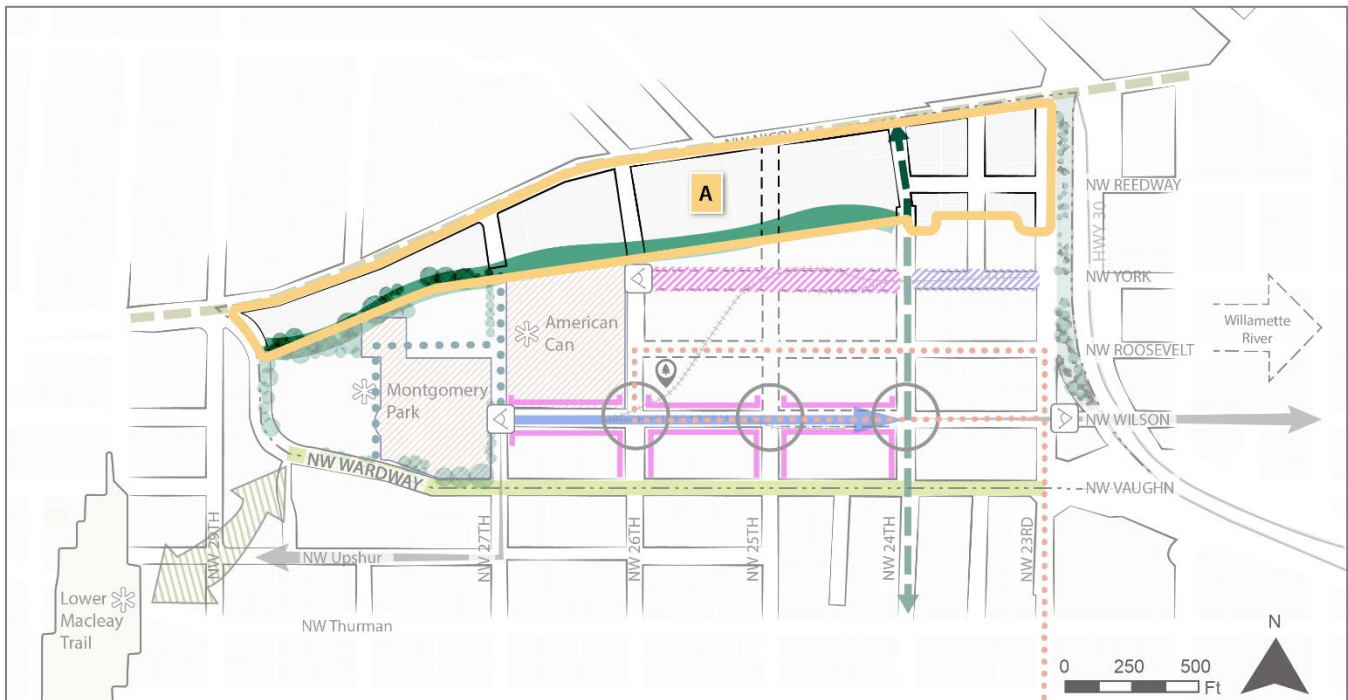 NW NICOLAI
A
NW REEDWAY
HWY 30
NW YORK
American
Can
Willamette
River
NW ROOSEVELT
Montgomery
Park
NW WILSON
NW WARDWAY
NW VAUGHN
NW 29TH
NW 27TH
NW 26TH
NW 25TH
NW 24TH
NW 23RD
NW Upshur
Lower
Macleay
Trail
NW Thurman
N
0 250 500
Ft